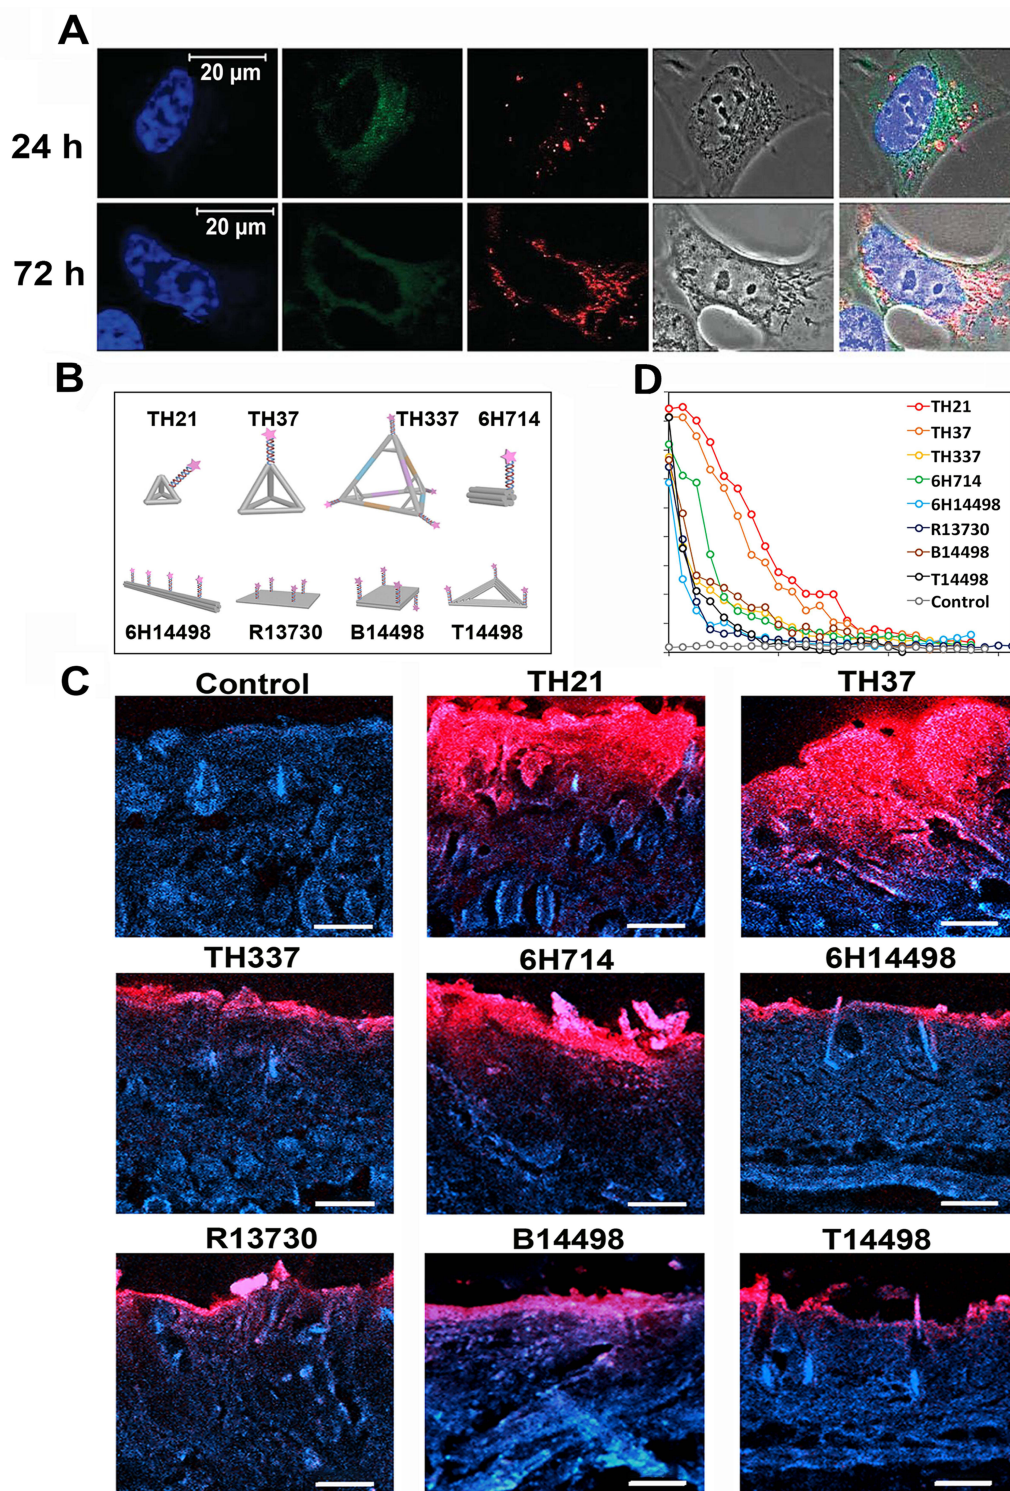 A
20 µm
24 h
20 µm
72 h
B
TH21 TH37 TH337 6H714
6H14498 R13730 B14498 T14498
D
TH21
TH37
TH337
6H714
6H14498
R13730
B14498
T14498
Control
C
Control TH21 TH37
TH337 6H714 6H14498
R13730 B14498 T14498